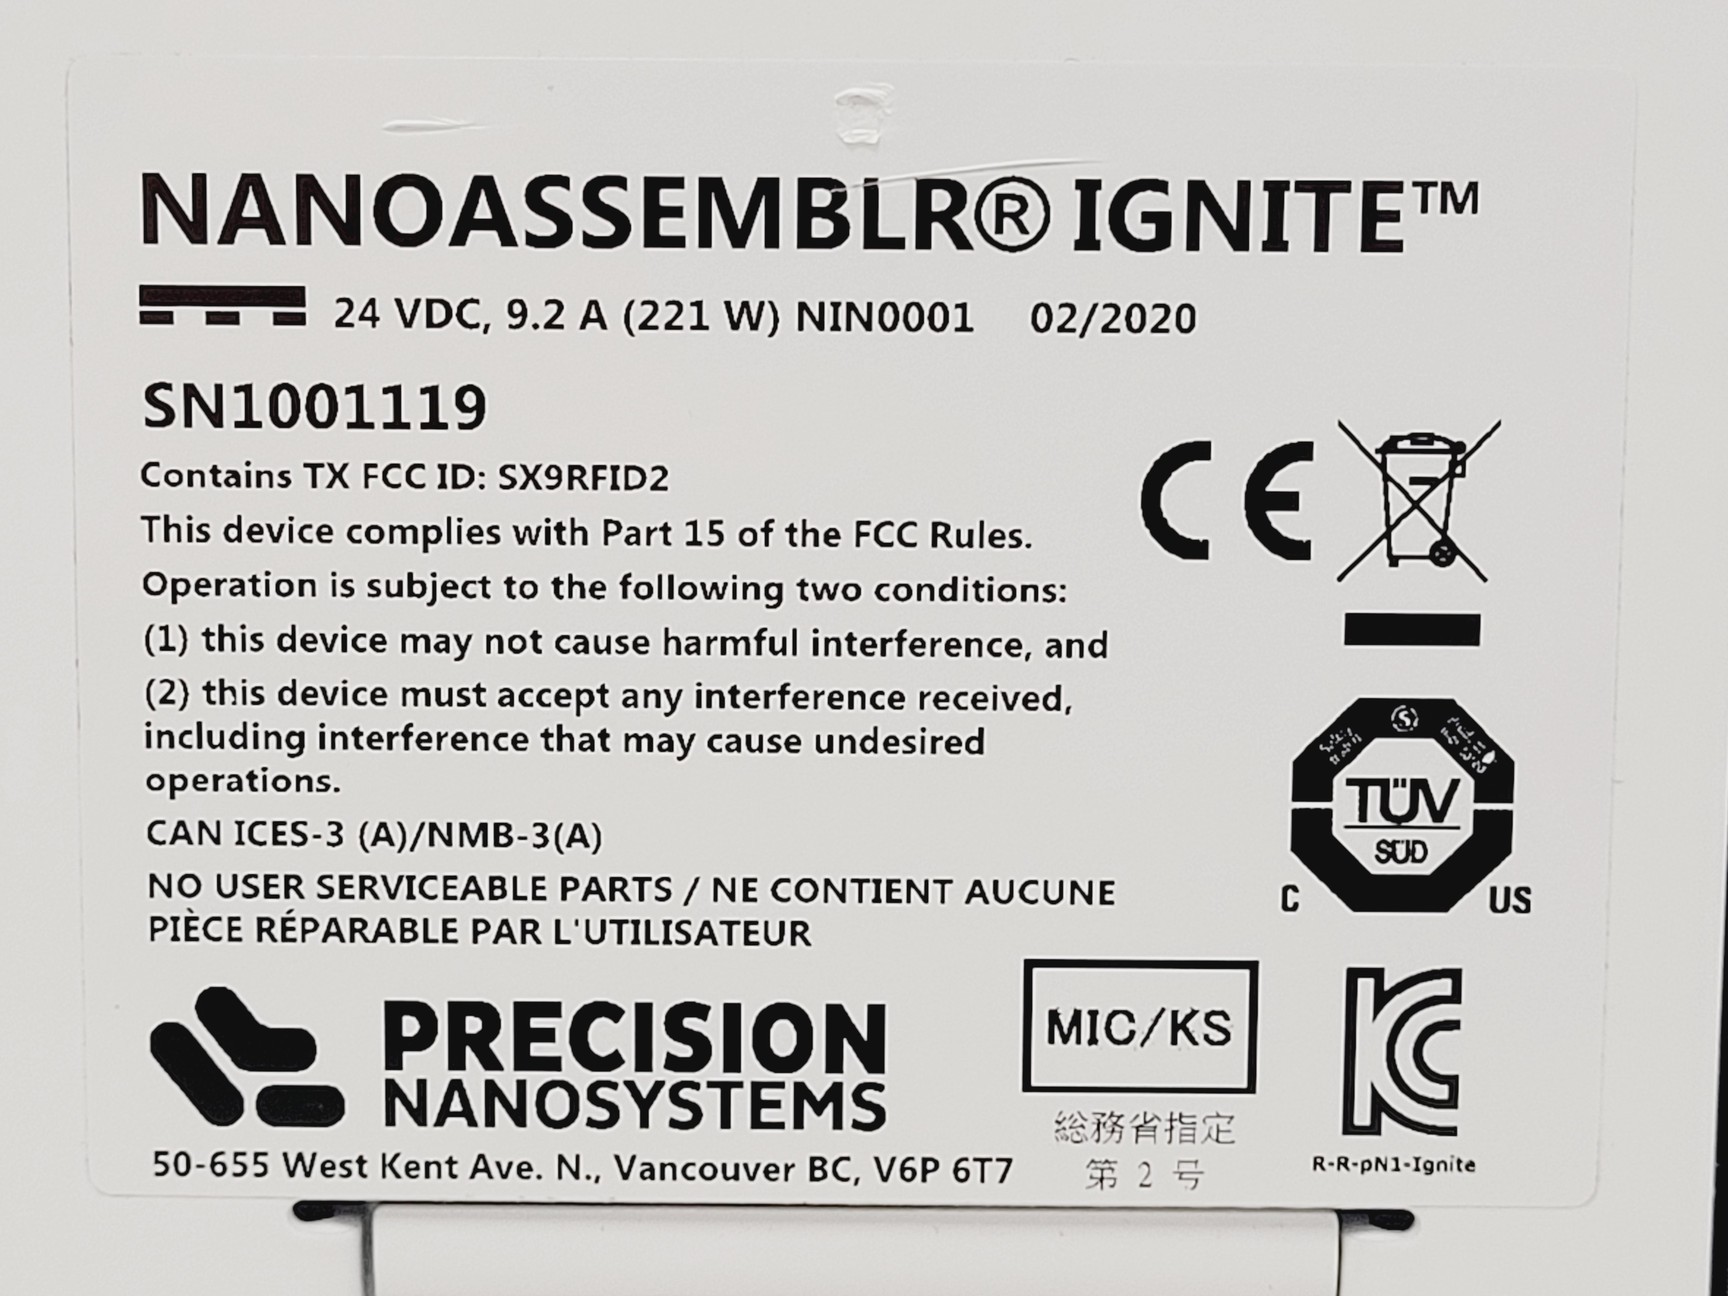 NANOASSEMBLR® IGNITE™
24 VDC, 9.2 A (221 W) NIN0001 02/2020
SN1001119
Contains TX FCC ID: SX9RFID2
This device complies with Part 15 of the FCC Rules.
Operation is subject to the following two conditions:
(1) this device may not cause harmful interference, and
(2) this device must accept any interference received,
including interference that may cause undesired
operations.
CAN ICES-3 (A)/NMB-3(A)
NO USER SERVICEABLE PARTS / NE CONTIENT AUCUNE
PIÈCE RÉPARABLE PAR L'UTILISATEUR
CE
TÜV
SÜD
C US
PRECISION
NANOSYSTEMS
50-655 West Kent Ave. N., Vancouver BC, V6P 6T7
MIC/KS
総務省指定
第 2 号
KC
R-R-pN1-Ignite